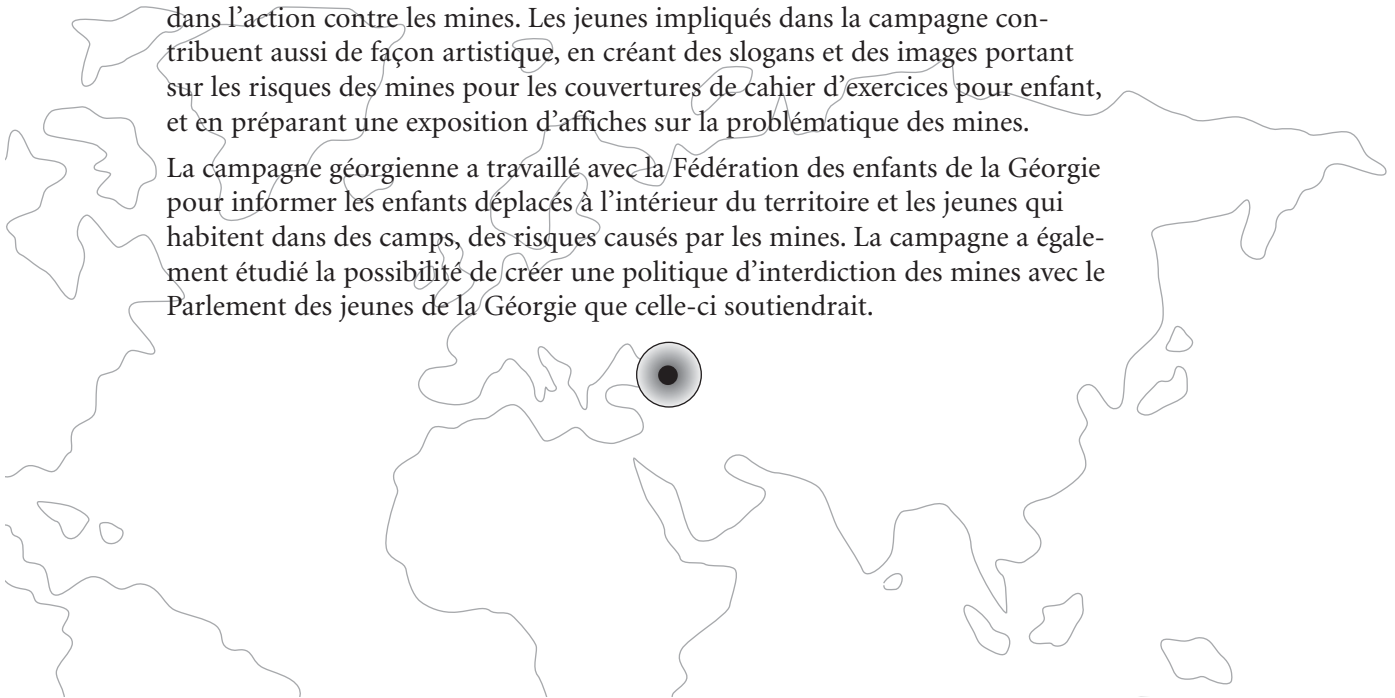 dans l’action contre les mines. Les jeunes impliqués dans la campagne con-
tribuent aussi de façon artistique, en créant des slogans et des images portant
sur les risques des mines pour les couvertures de cahier d’exercices pour enfant,
et en préparant une exposition d’affiches sur la problématique des mines.
La campagne géorgienne a travaillé avec la Fédération des enfants de la Géorgie
pour informer les enfants déplacés à l’intérieur du territoire et les jeunes qui
habitent dans des camps, des risques causés par les mines. La campagne a égale-
ment étudié la possibilité de créer une politique d’interdiction des mines avec le
Parlement des jeunes de la Géorgie que celle-ci soutiendrait.